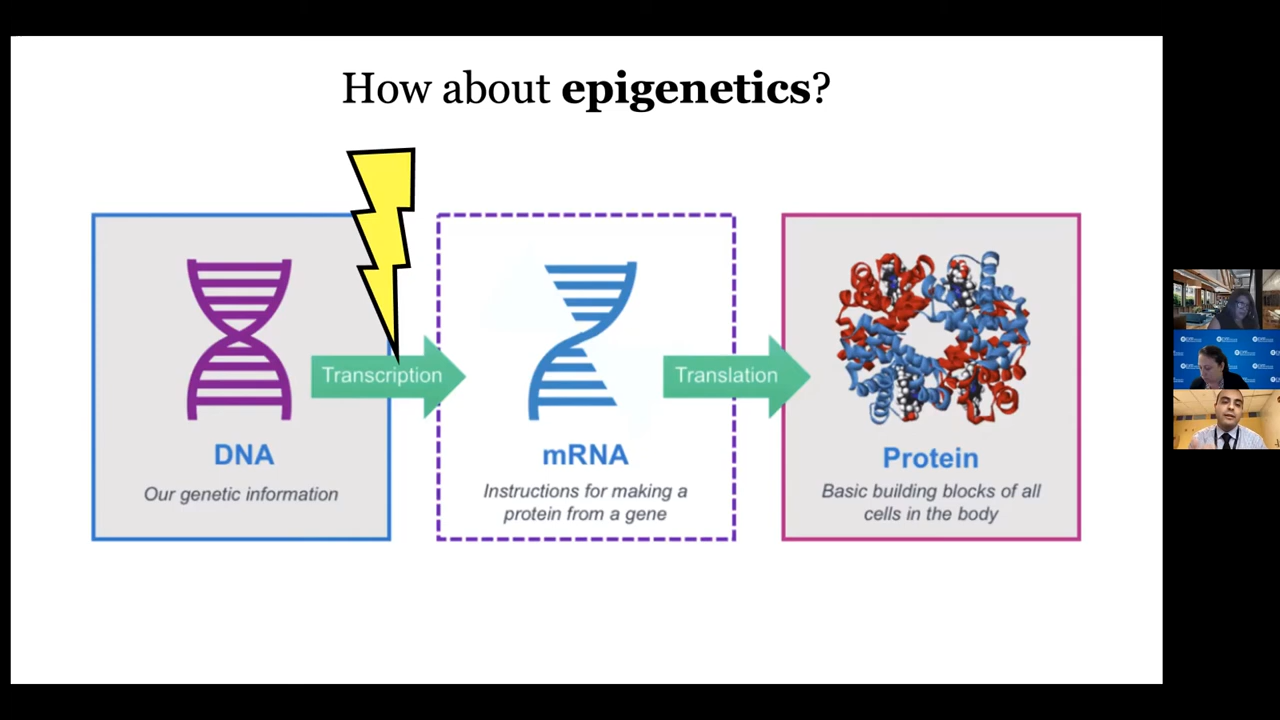 How about epigenetics?
Transcription
Translation
DNA
Our genetic information
mRNA
Instructions for making a
protein from a gene
Protein
Basic building blocks of all
cells in the body